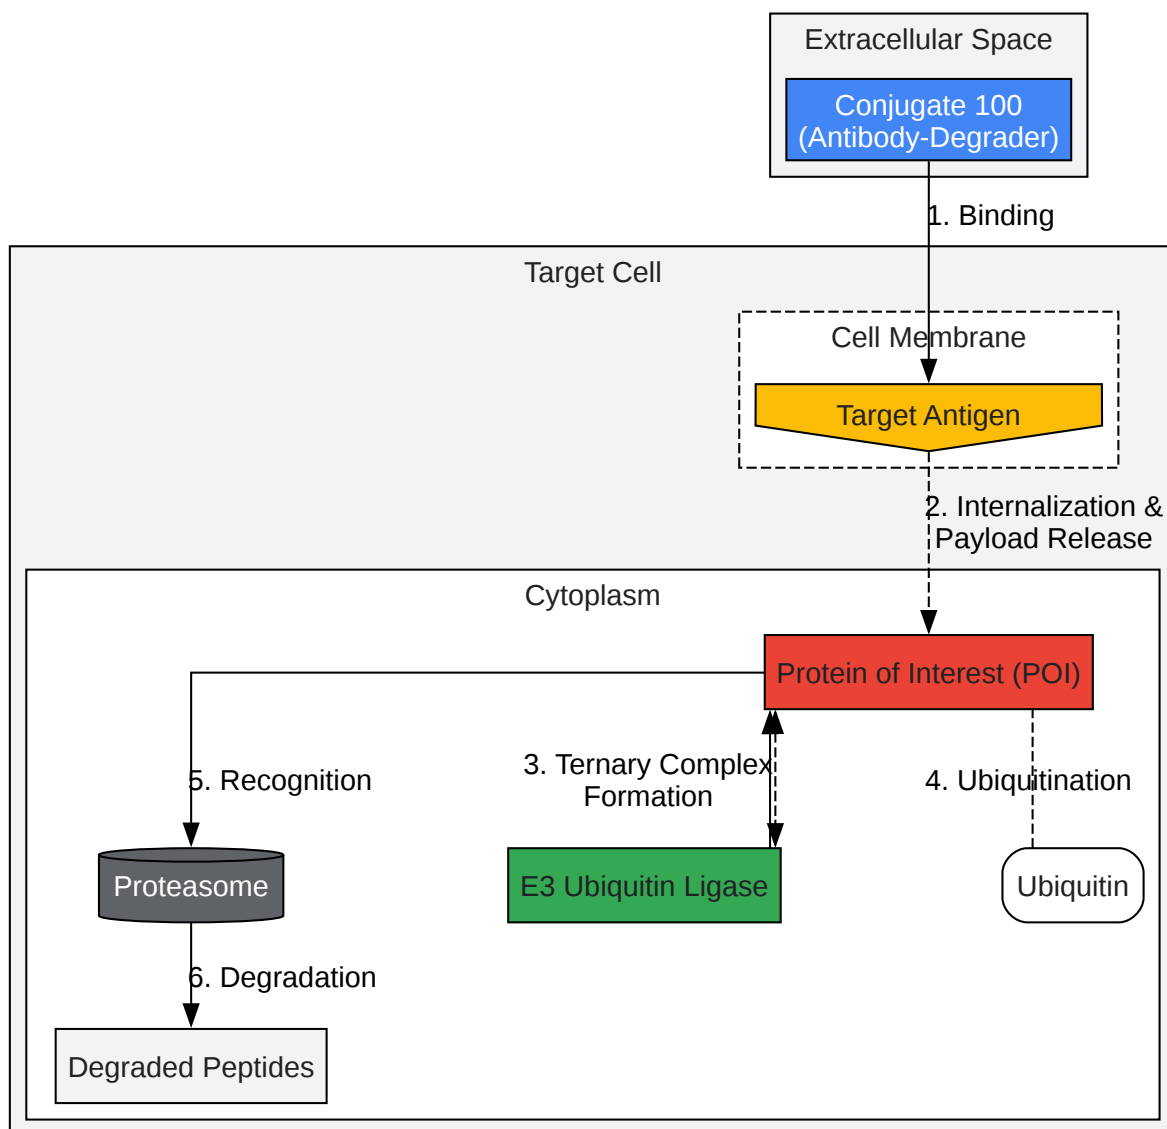 Extracellular Space
Conjugate 100
(Antibody-Degrader)
1. Binding
Target Cell
Cell Membrane
Target Antigen
2. Internalization &
Payload Release
Cytoplasm
Protein of Interest (POI)
5. Recognition
3. Ternary Complex
Formation
4. Ubiquitination
Proteasome
E3 Ubiquitin Ligase
Ubiquitin
6. Degradation
Degraded Peptides